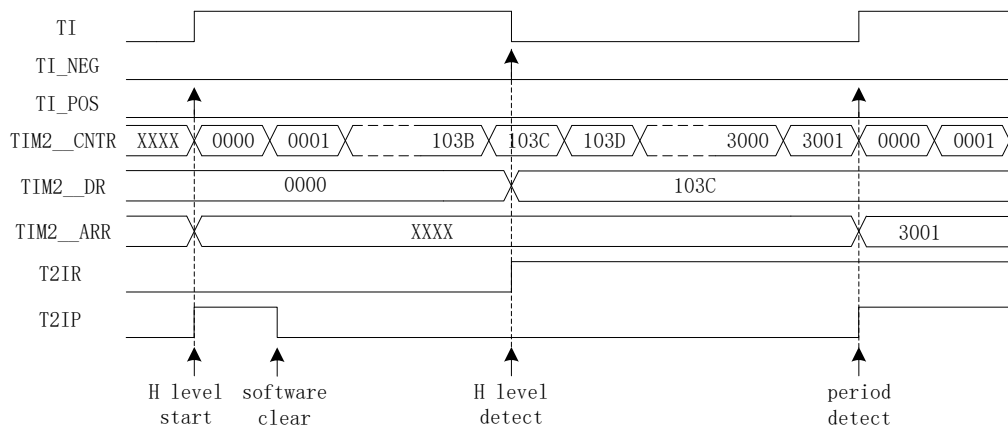 TI
TI_NEG
TI_POS
TIM2__CNTR XXXX 0000 0001 103B 103C 103D 3000 3001 0000 0001
TIM2__DR 0000 103C
TIM2__ARR XXXX 3001
T2IR
T2IP
H level start
software clear
H level detect
period detect